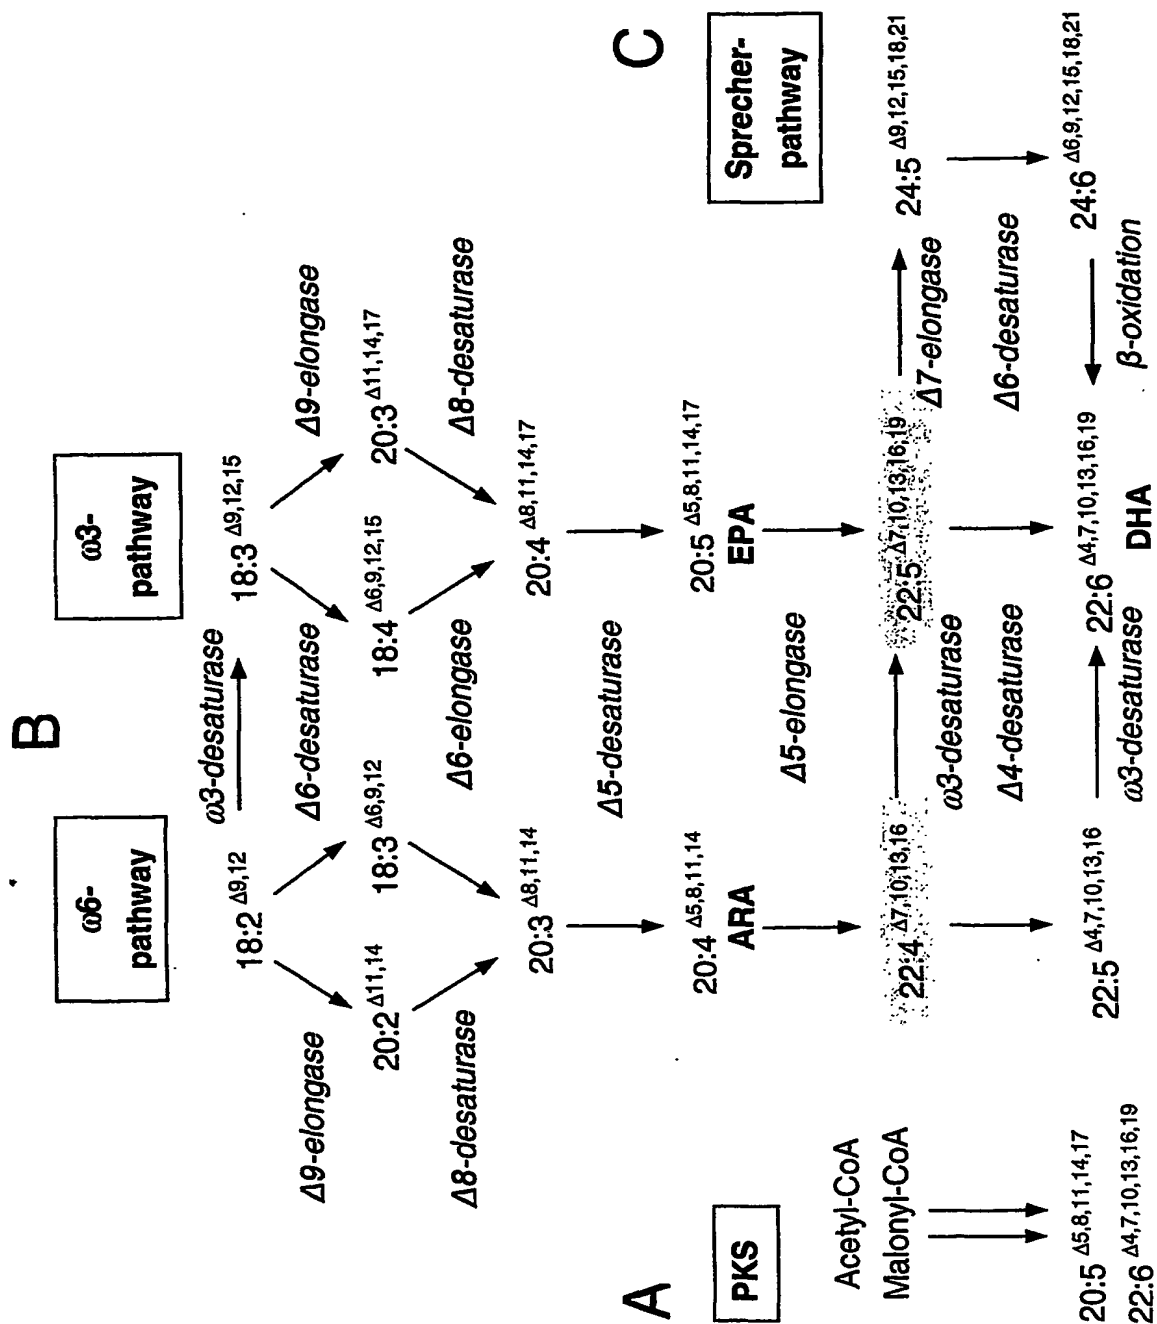 A
PKS
Acetyl-CoA
Malonyl-CoA
20:5 Δ5,8,11,14,17
22:6 Δ4,7,10,13,16,19
B
ω6-
pathway
ω3-
pathway
18:2 Δ9,12
ω3-desaturase
18:3 Δ9,12,15
Δ9-elongase
Δ6-desaturase
Δ9-elongase
20:2 Δ11,14
18:3 Δ6,9,12
18:4 Δ6,9,12,15
20:3 Δ11,14,17
Δ8-desaturase
Δ6-elongase
Δ8-desaturase
20:3 Δ8,11,14
20:4 Δ8,11,14,17
Δ5-desaturase
20:4 Δ5,8,11,14
ARA
20:5 Δ5,8,11,14,17
EPA
Δ5-elongase
22:4 Δ7,10,13,16
ω3-desaturase
22:5 Δ7,10,13,16,19
Δ4-desaturase
22:5 Δ4,7,10,13,16
ω3-desaturase
22:6 Δ4,7,10,13,16,19
DHA
C
Sprecher-
pathway
Δ7-elongase
24:5 Δ9,12,15,18,21
Δ6-desaturase
24:6 Δ6,9,12,15,18,21
β-oxidation